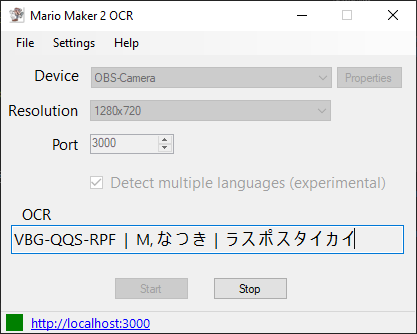 Mario Maker 2 OCR
File Settings Help
Device OBS-Camera Properties
Resolution 1280x720
Port 3000
Detect multiple languages (experimental)
OCR
VBG-QQS-RPF | M,なつき | ラスポスタイカイ
Start Stop
http://localhost:3000